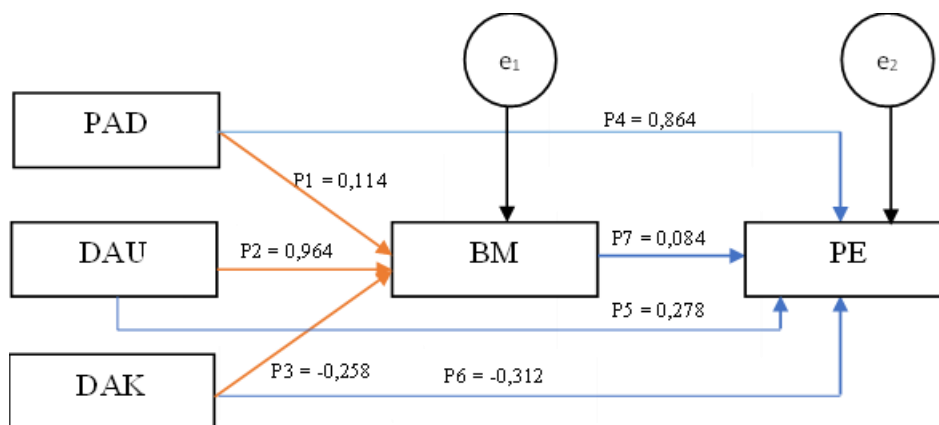 e₁
e₂
PAD
P4 = 0,864
P1 = 0,114
DAU
P2 = 0,964
BM
P7 = 0,084
PE
P5 = 0,278
P3 = -0,258
P6 = -0,312
DAK